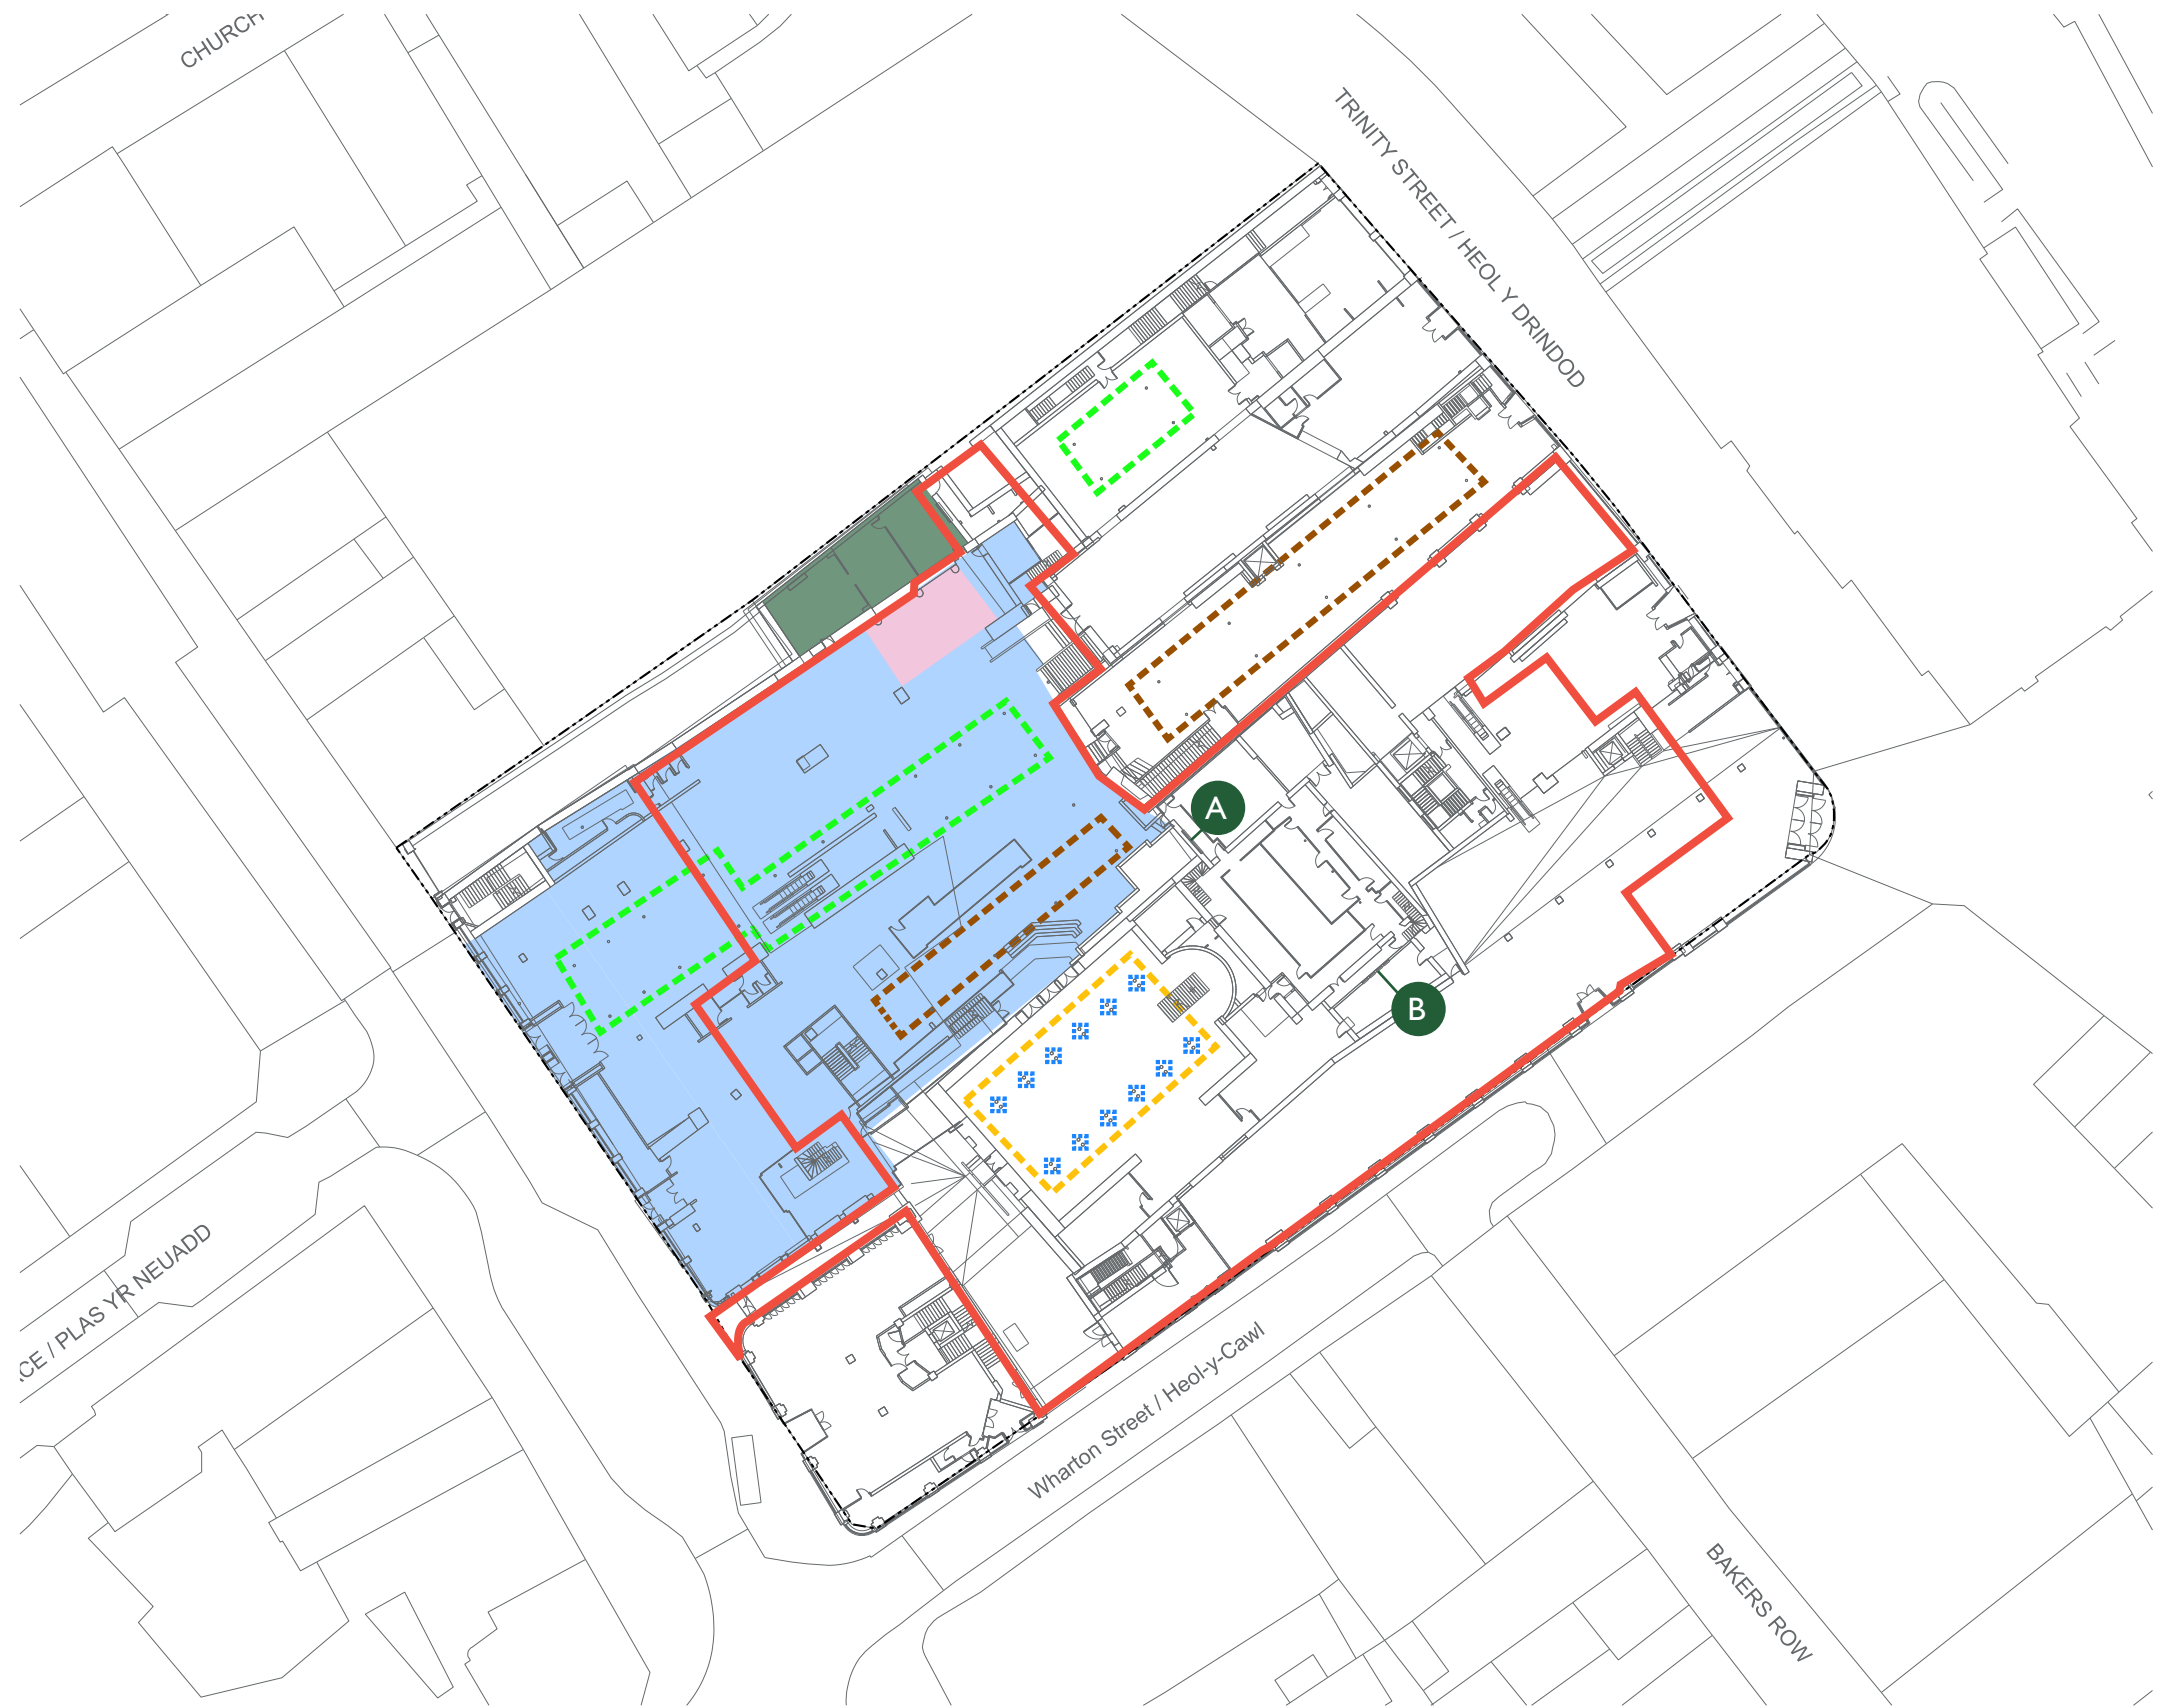 CHURCH
TRINITY STREET / HEOL Y DRINDOD
A
B
CE / PLAS YR NEUADD
Wharton Street / Heol-y-Cawl
BAKERS ROW